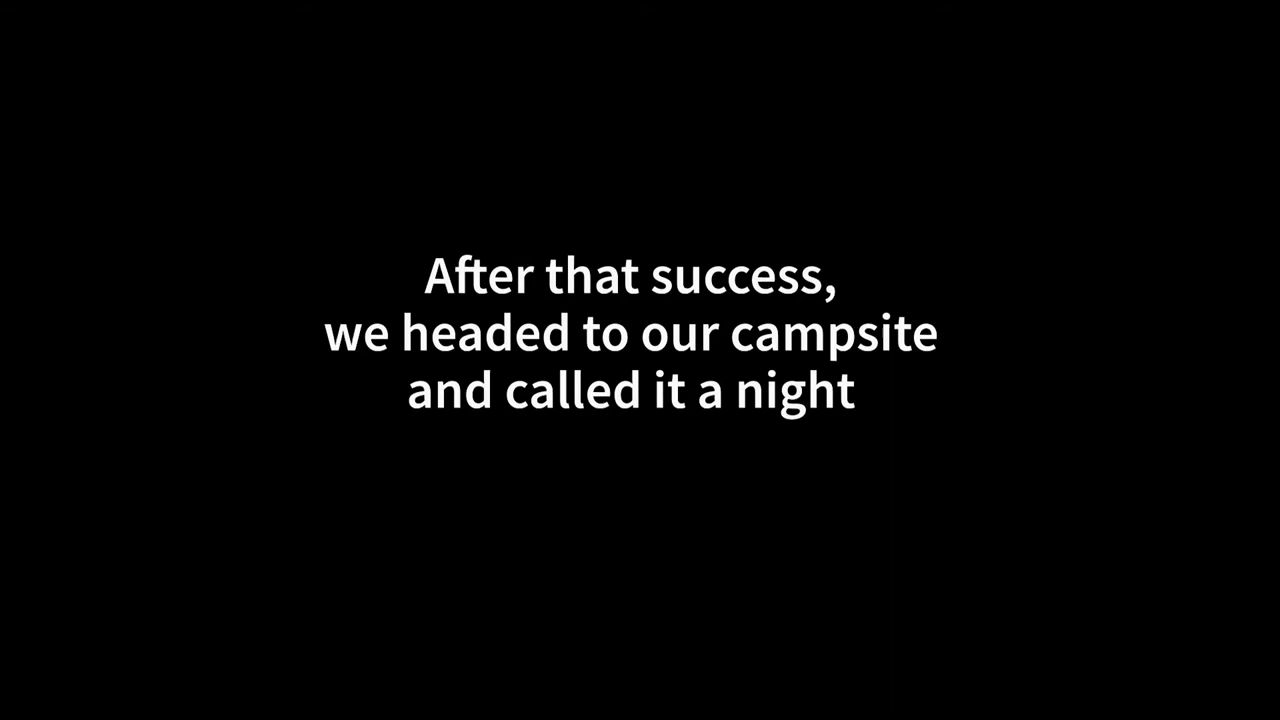 After that success,
we headed to our campsite
and called it a night